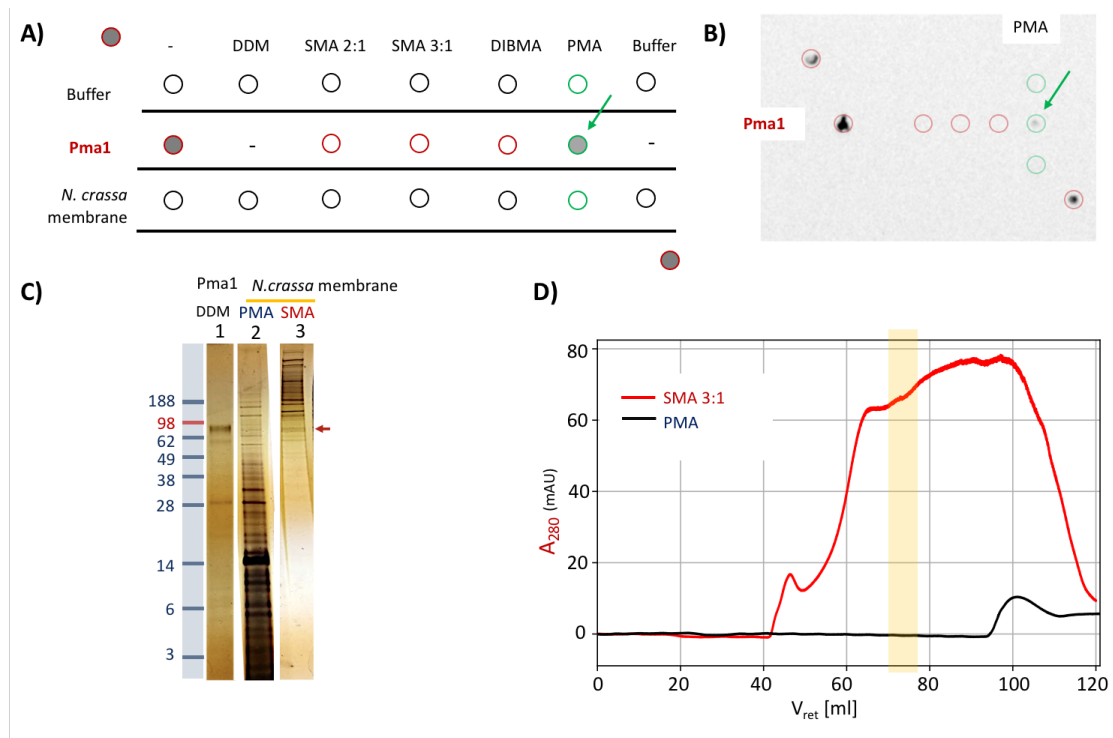 A)
- DDM SMA 2:1 SMA 3:1 DIBMA PMA Buffer
Buffer
Pma1 - -
N. crassa
membrane
B)
PMA
Pma1
C)
Pma1 N.crassa membrane
DDM PMA SMA
1 2 3
188
98
62
49
38
28
14
6
3
D)
80
60
40
20
0
A280 (mAU)
SMA 3:1
PMA
0 20 40 60 80 100 120
Vret [ml]